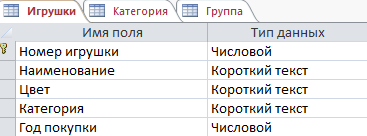 Игрушки Категория Группа
Имя поля Тип данных
Номер игрушки Числовой
Наименование Короткий текст
Цвет Короткий текст
Категория Короткий текст
Год покупки Числовой